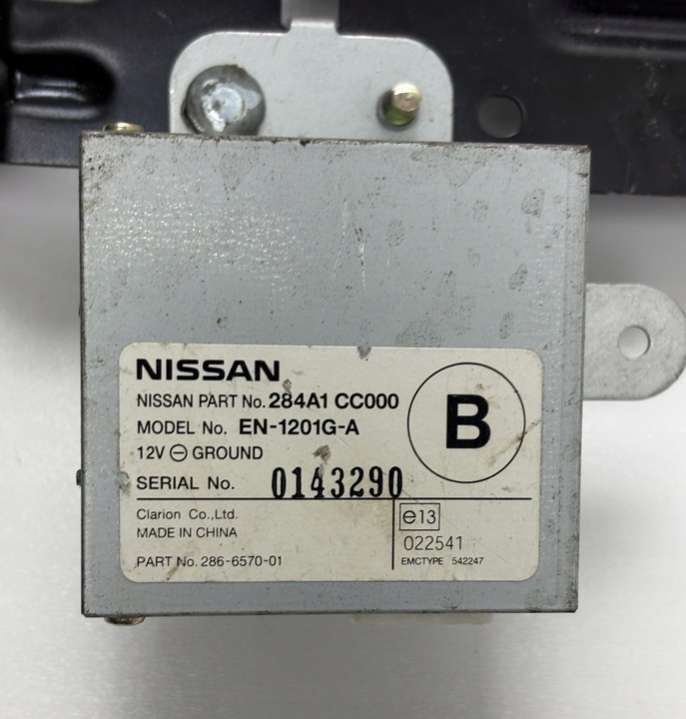 NISSAN
NISSAN PART No. 284A1 CC000
MODEL No. EN-1201G-A
12V ⊖ GROUND
SERIAL No. 0143290
B
Clarion Co.,Ltd.
MADE IN CHINA
PART No. 286-6570-01
e13
022541
EMCTYPE 542247